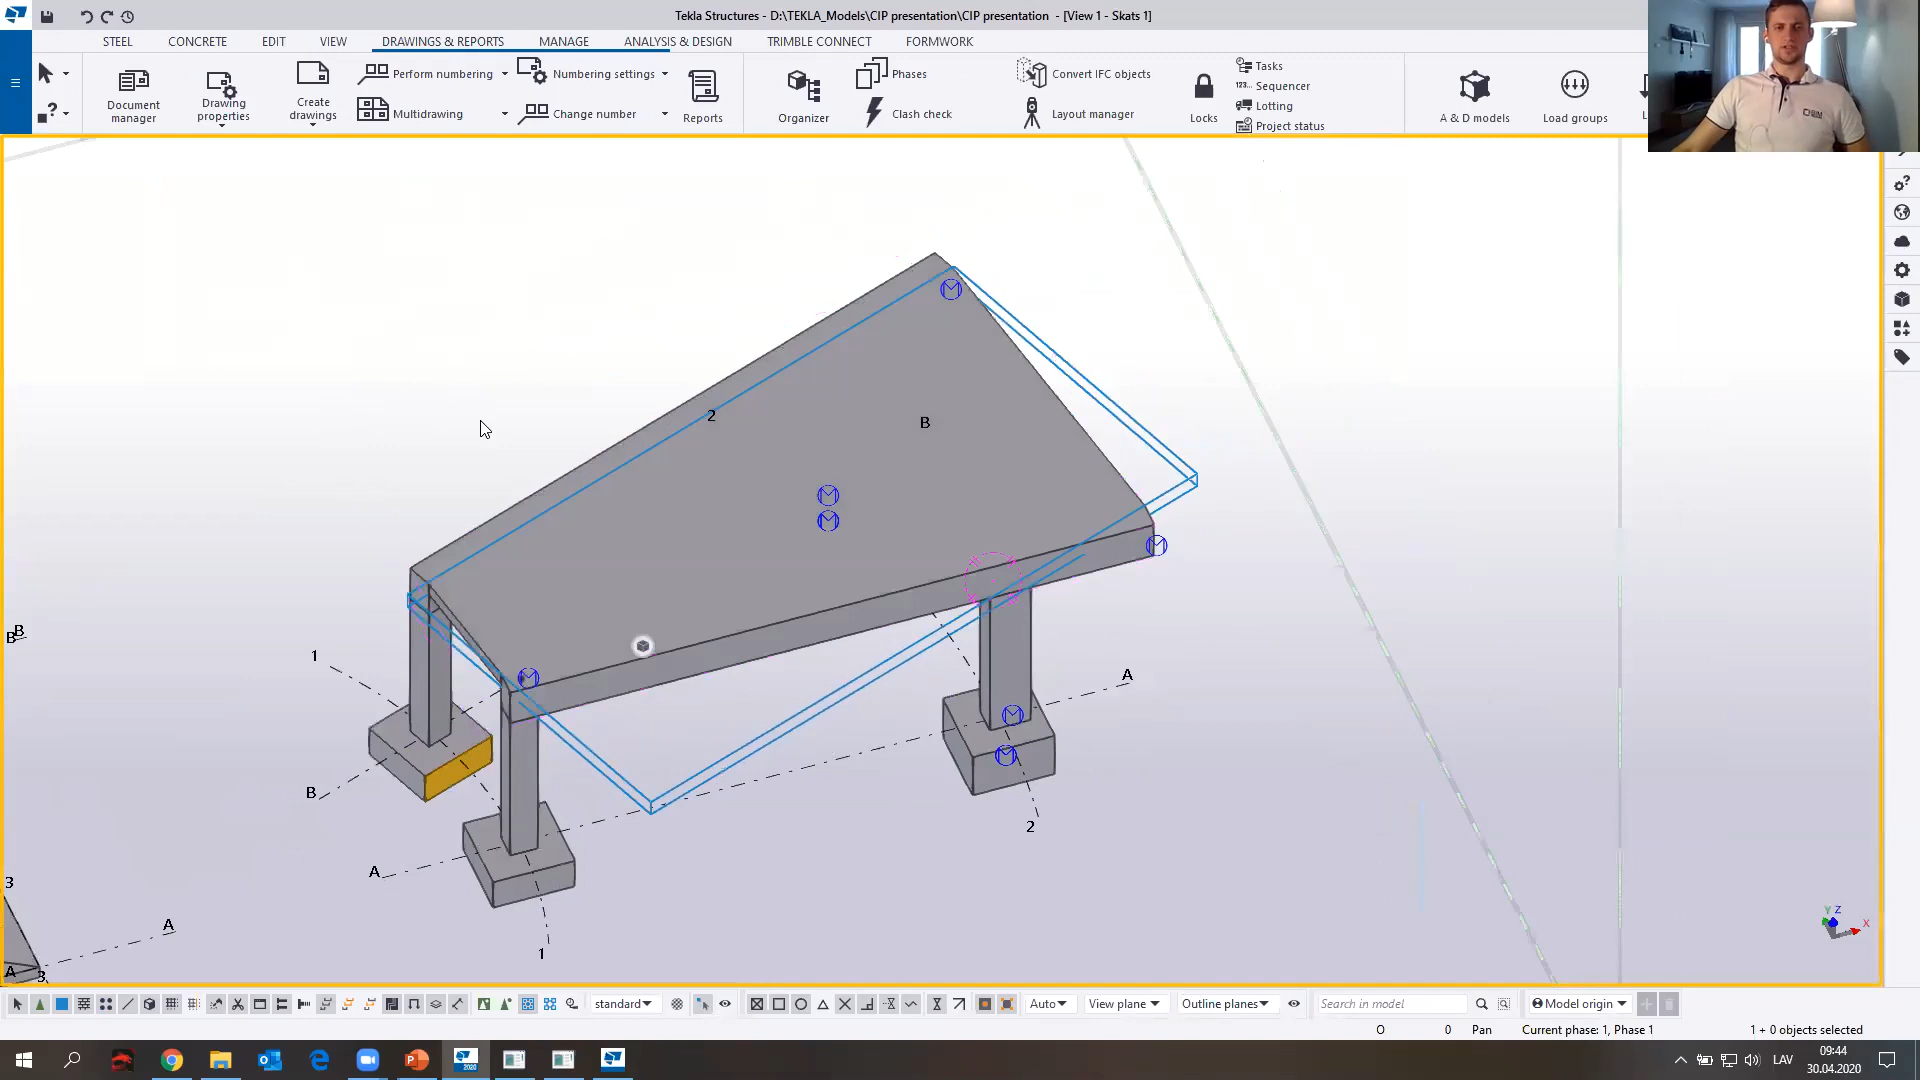 Tekla Structures - D:\TEKLA_Models\CIP presentation\CIP presentation - [View 1 - Skats 1]
STEEL CONCRETE EDIT VIEW DRAWINGS & REPORTS MANAGE ANALYSIS & DESIGN TRIMBLE CONNECT FORMWORK
Document manager
Drawing properties
Create drawings
Perform numbering
Multidrawing
Numbering settings
Change number
Reports
Organizer
Phases
Clash check
Convert IFC objects
Layout manager
Locks
Tasks
Sequencer
Lotting
Project status
A & D models
Load groups
2
B
B
B
1
A
B
2
A
3
A
1
A
3
Y Z
X
standard
Auto
View plane
Outline planes
Search in model
Model origin
O 0 Pan Current phase: 1, Phase 1 1 + 0 objects selected
2020
LAV
09:44
30.04.2020